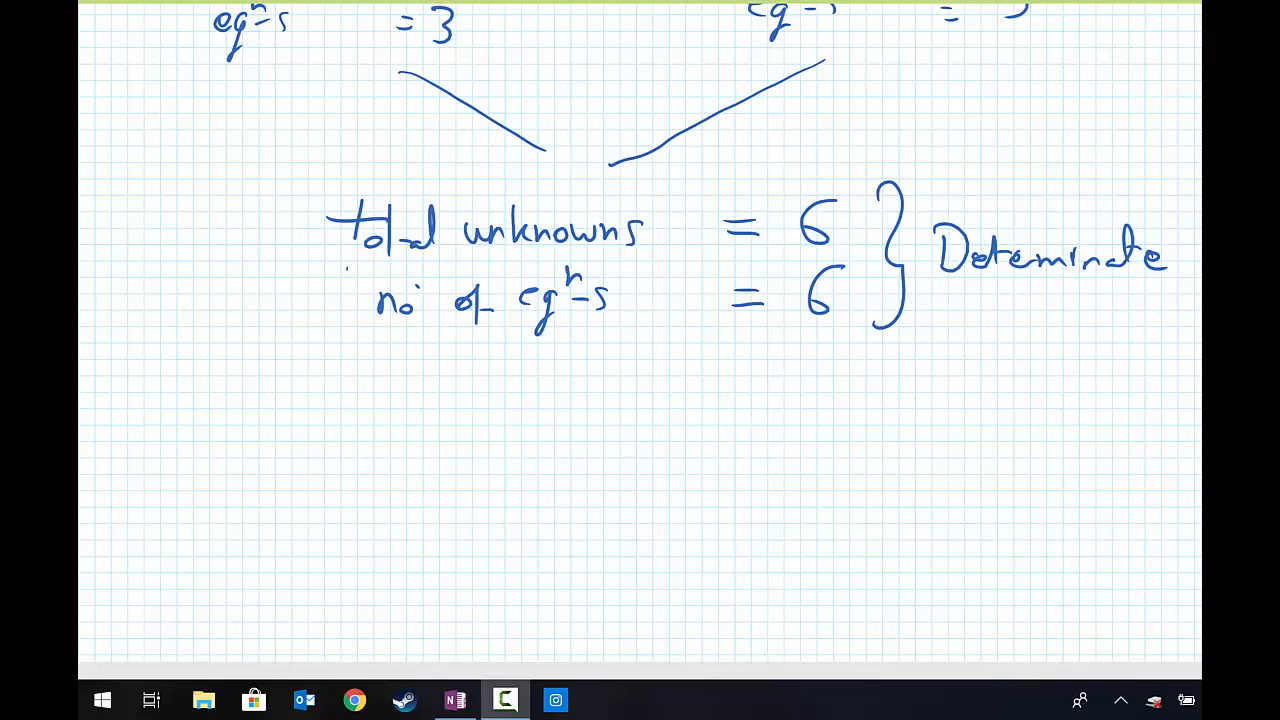 eqⁿ-s = 3
total unknowns = 6
no of eqⁿ-s = 6
Determinate